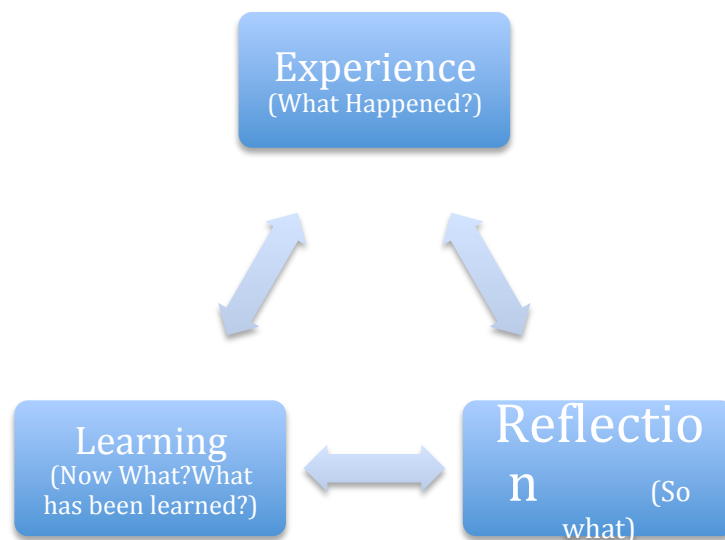 Experience
(What Happened?)
Learning
(Now What?What
has been learned?)
Reflectio
n (So
what)